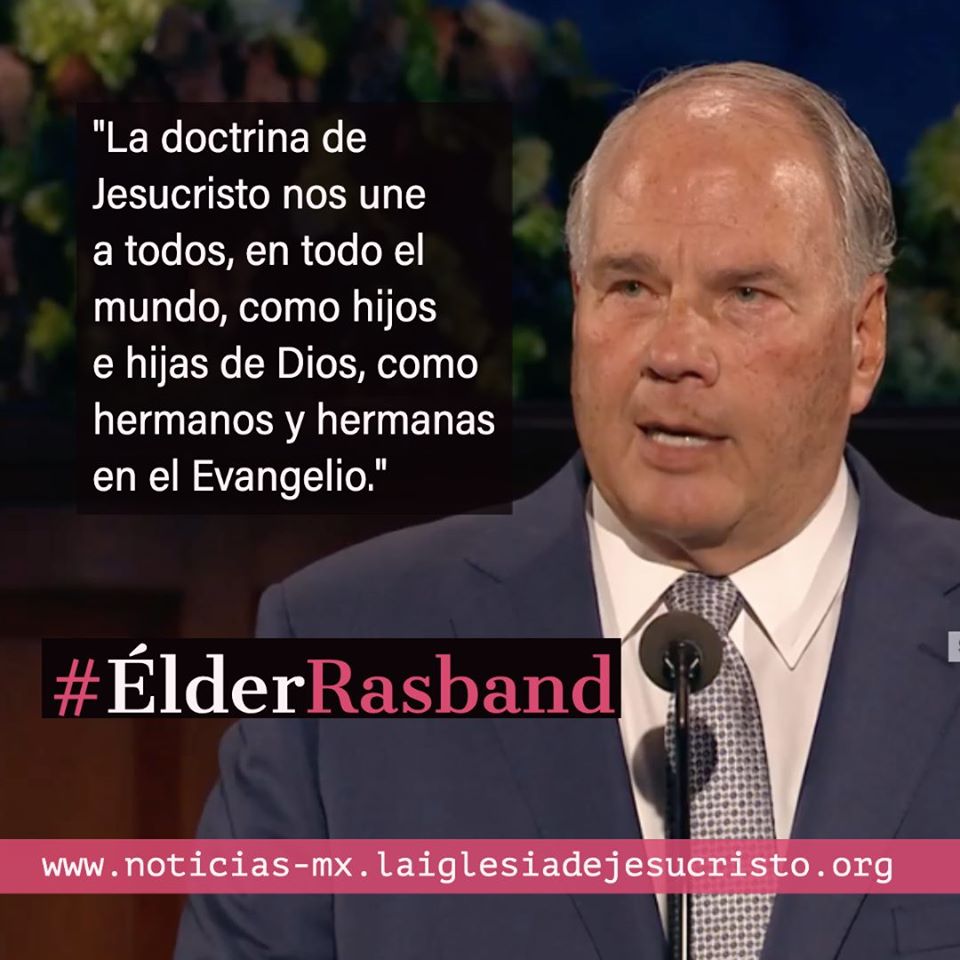 "La doctrina de
Jesucristo nos une
a todos, en todo el
mundo, como hijos
e hijas de Dios, como
hermanos y hermanas
en el Evangelio."
#ÉlderRasband
www.noticias-mx.laiglesiadejesucristo.org